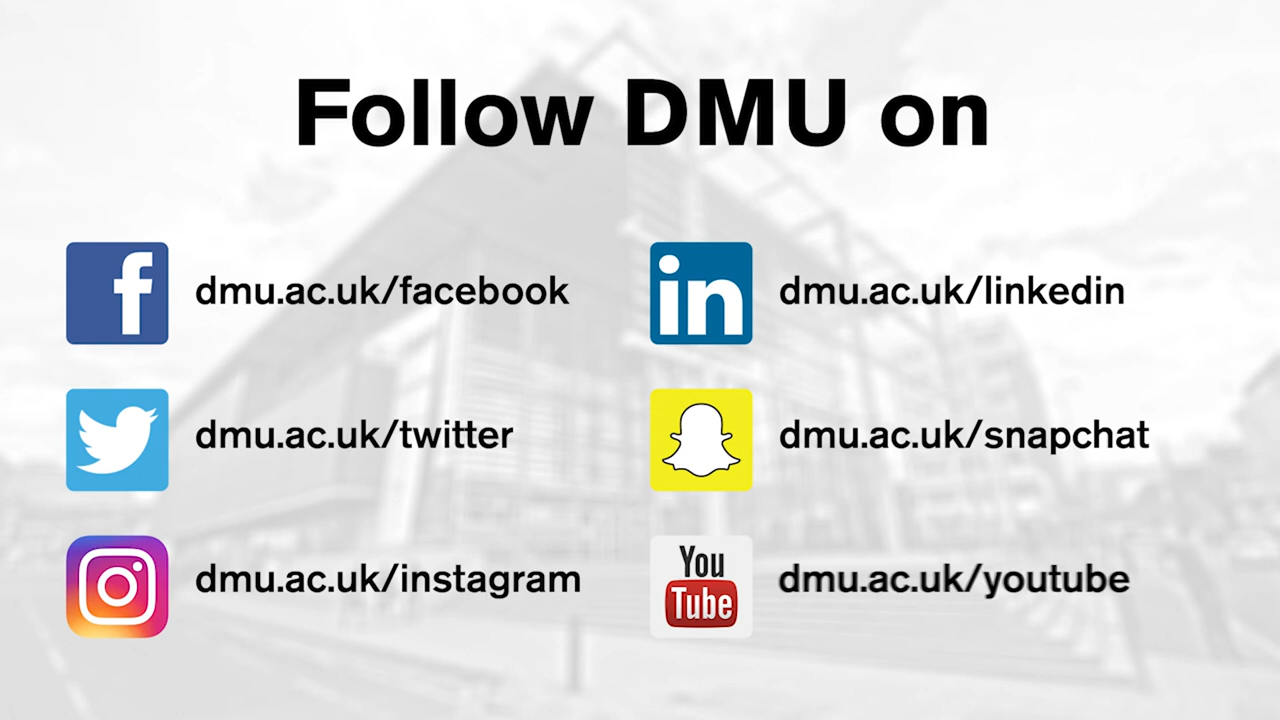 Follow DMU on
dmu.ac.uk/facebook
dmu.ac.uk/twitter
dmu.ac.uk/instagram
in
dmu.ac.uk/linkedin
dmu.ac.uk/snapchat
You
Tube
dmu.ac.uk/youtube